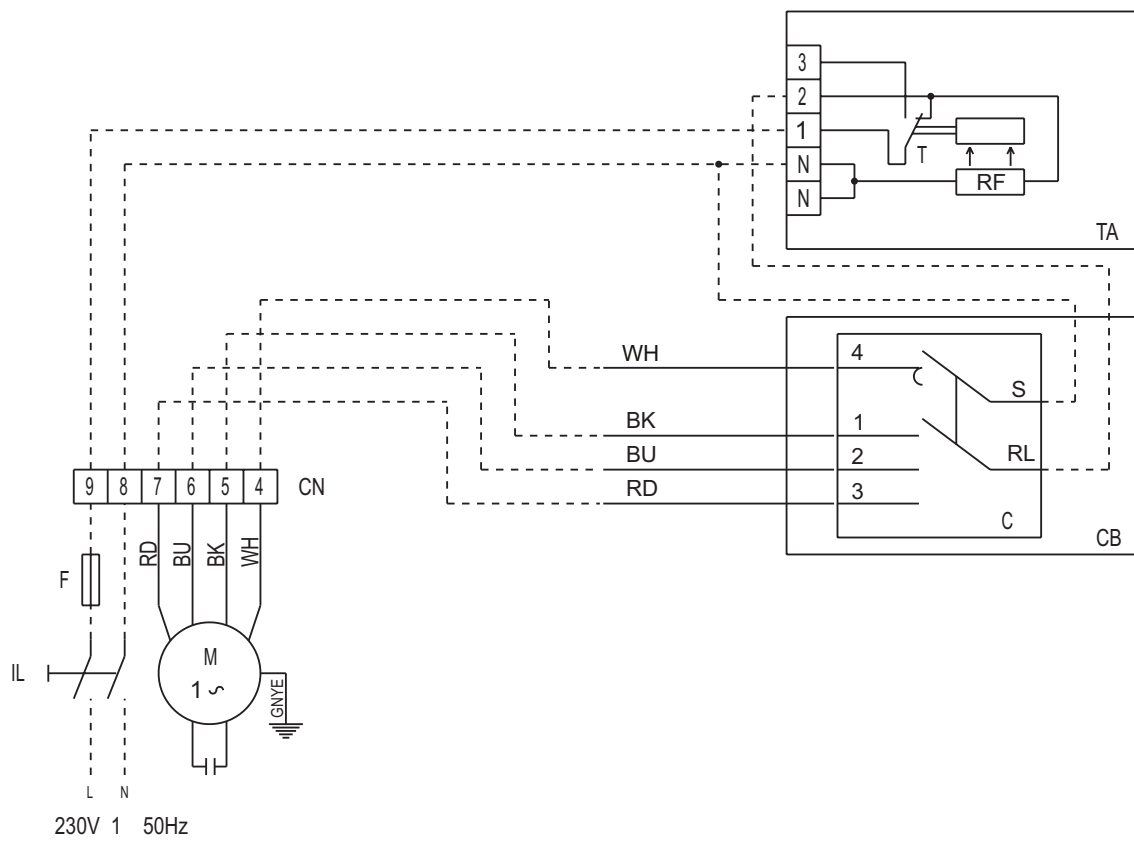 3
2
1
N
N
T
RF
TA
WH
BK
BU
RD
4
1
2
3
S
RL
C
CB
9 8 7 6 5 4 CN
RD BU BK WH
F
M
1 ~
GNYE
IL
L N
230V 1 50Hz